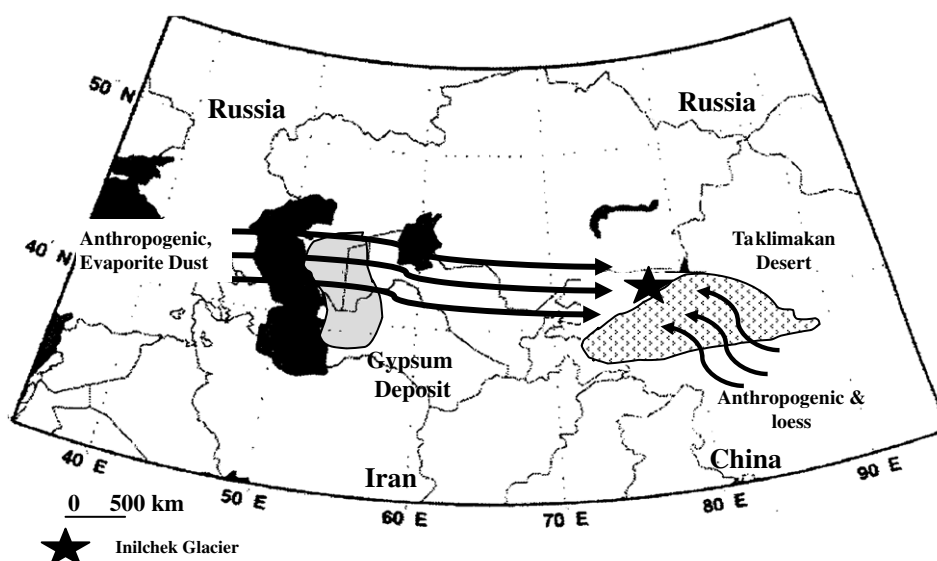 50 N
Russia
Russia
40 N
Anthropogenic,
Evaporite Dust
Taklimakan
Desert
Gypsum
Deposit
Anthropogenic &
loess
Iran
China
40 E
50 E
60 E
70 E
80 E
90 E
0 500 km
Inilchek Glacier